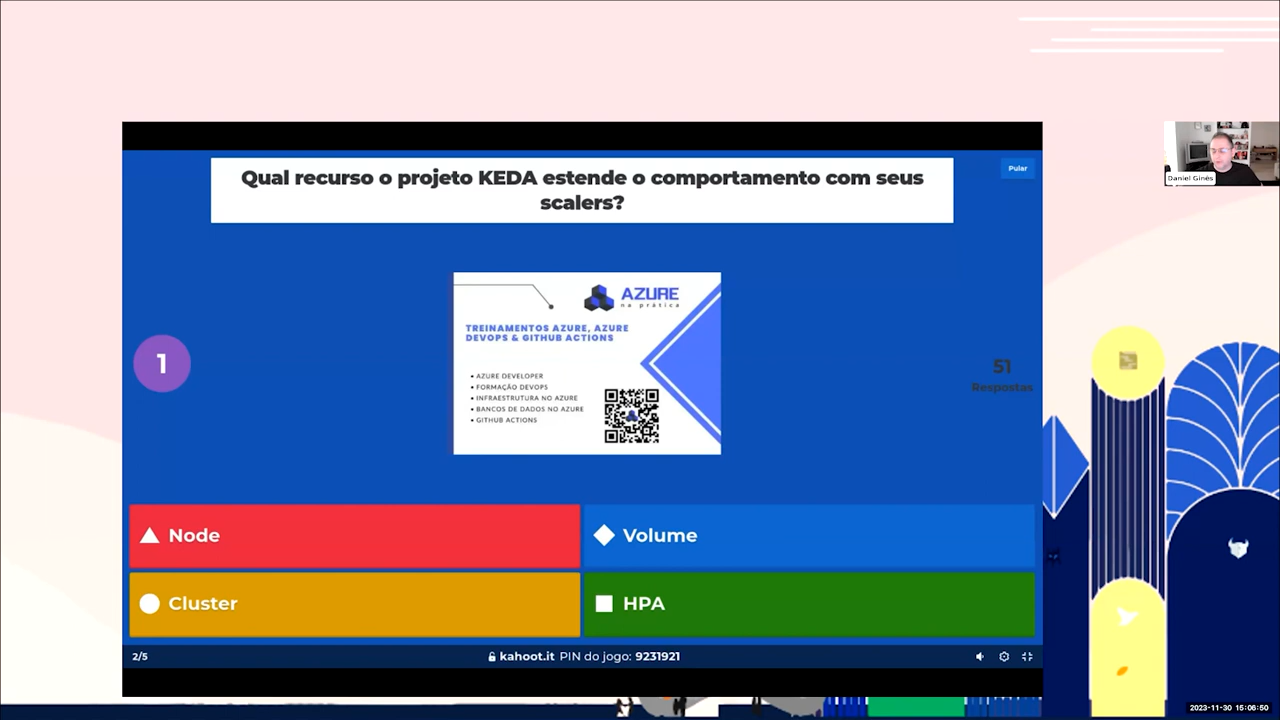 Qual recurso o projeto KEDA estende o comportamento com seus
scalers?
Pular
Daniel Ginês
AZURE
na prática
TREINAMENTOS AZURE, AZURE
DEVOPS & GITHUB ACTIONS
• AZURE DEVELOPER
• FORMAÇÃO DEVOPS
• INFRAESTRUTURA NO AZURE
• BANCOS DE DADOS NO AZURE
• GITHUB ACTIONS
1
51
Respostas
Node
Volume
Cluster
HPA
2/5
kahoot.it PIN do jogo: 9231921
2023-11-30 15:06:50